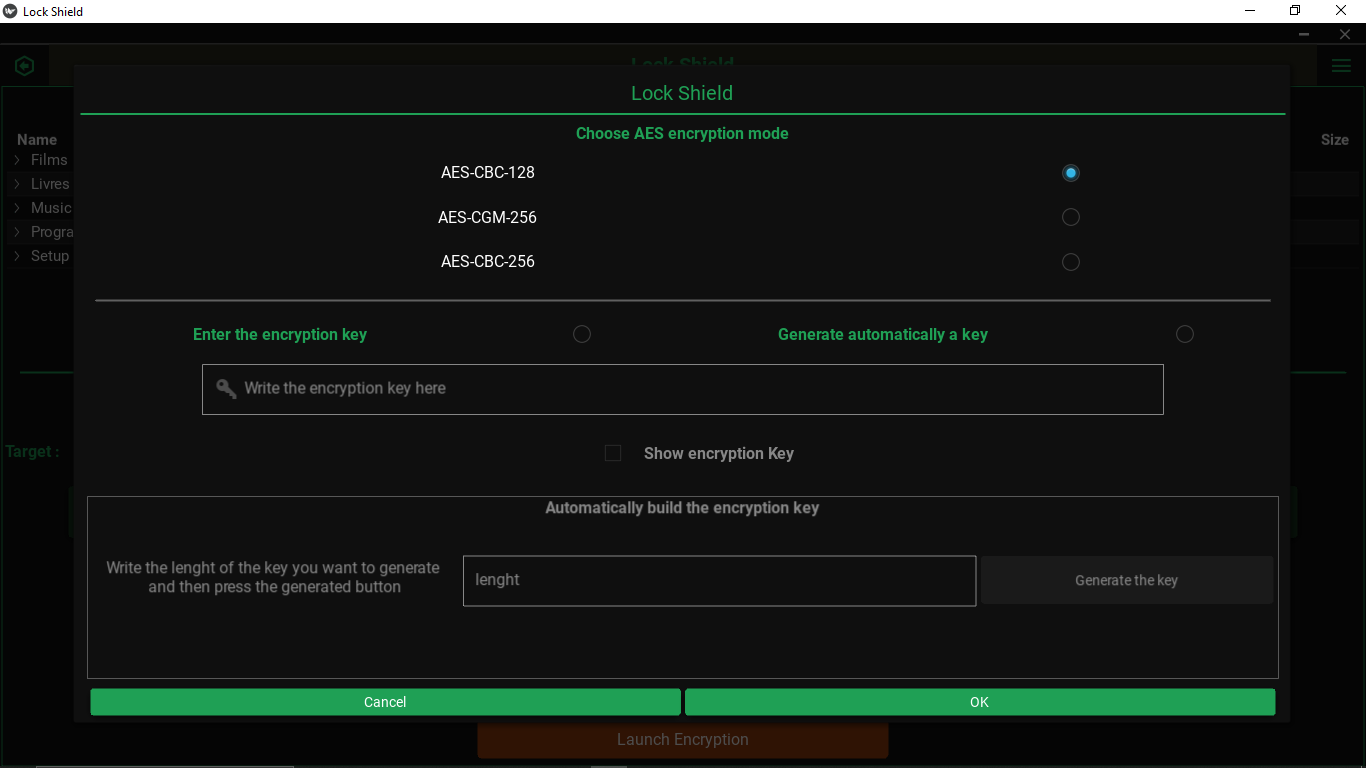 Lock Shield
Lock Shield
Lock Shield
Choose AES encryption mode
Name
Size
Films
AES-CBC-128
Livres
Music
AES-CGM-256
Progra
Setup
AES-CBC-256
Enter the encryption key
Generate automatically a key
Write the encryption key here
Target :
Show encryption Key
Automatically build the encryption key
Write the lenght of the key you want to generate
and then press the generated button
lenght
Generate the key
Cancel
OK
Launch Encryption